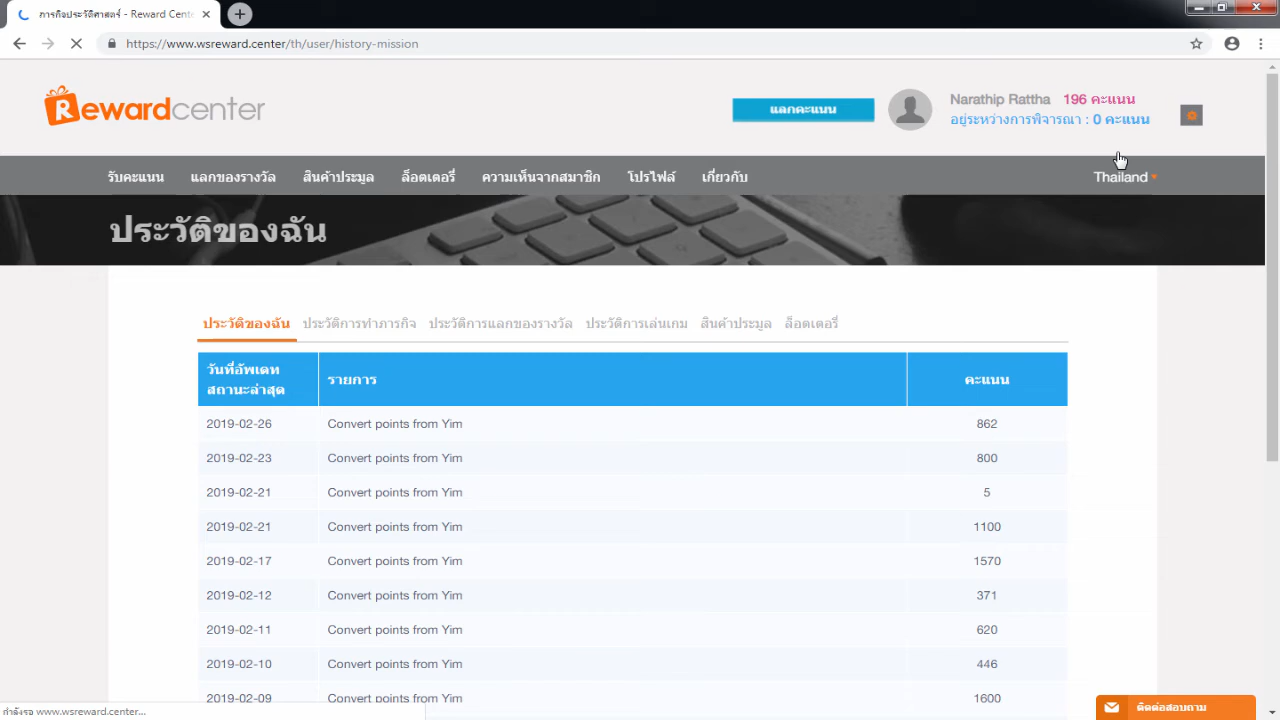 ภารกิจประวัติศาสตร์ - Reward Cent
https://www.wsreward.center/th/user/history-mission
Rewardcenter
แลกคะแนน
Narathip Rattha 196 คะแนน
อยู่ระหว่างการพิจารณา : 0 คะแนน
รับคะแนน แลกของรางวัล สินค้าประมูล ล็อตเตอรี่ ความเห็นจากสมาชิก โปรไฟล์ เกี่ยวกับ Thailand
ประวัติของฉัน
ประวัติของฉัน ประวัติการทำภารกิจ ประวัติการแลกของรางวัล ประวัติการเล่นเกม สินค้าประมูล ล็อตเตอรี่
วันที่อัพเดท
สถานะล่าสุด รายการ คะแนน
2019-02-26 Convert points from Yim 862
2019-02-23 Convert points from Yim 800
2019-02-21 Convert points from Yim 5
2019-02-21 Convert points from Yim 1100
2019-02-17 Convert points from Yim 1570
2019-02-12 Convert points from Yim 371
2019-02-11 Convert points from Yim 620
2019-02-10 Convert points from Yim 446
2019-02-09 Convert points from Yim 1600
กำลังรอ www.wsreward.center...
ติดต่อสอบถาม